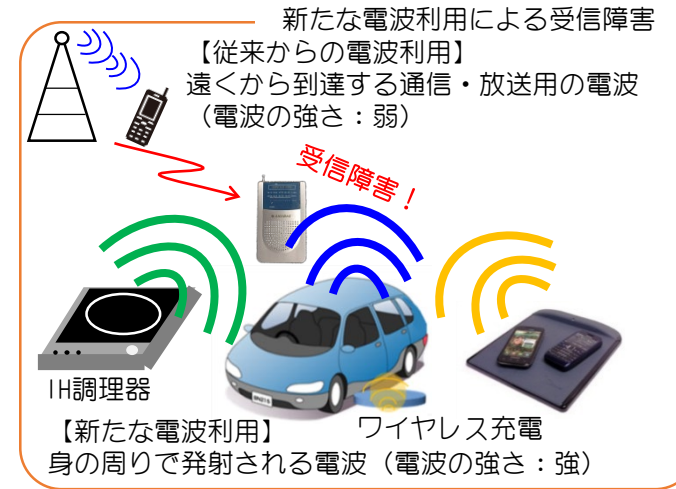 新たな電波利用による受信障害
【従来からの電波利用】
遠くから到達する通信・放送用の電波
（電波の強さ：弱）
受信障害！
IH調理器
ワイヤレス充電
【新たな電波利用】
身の周りで発射される電波（電波の強さ：強）